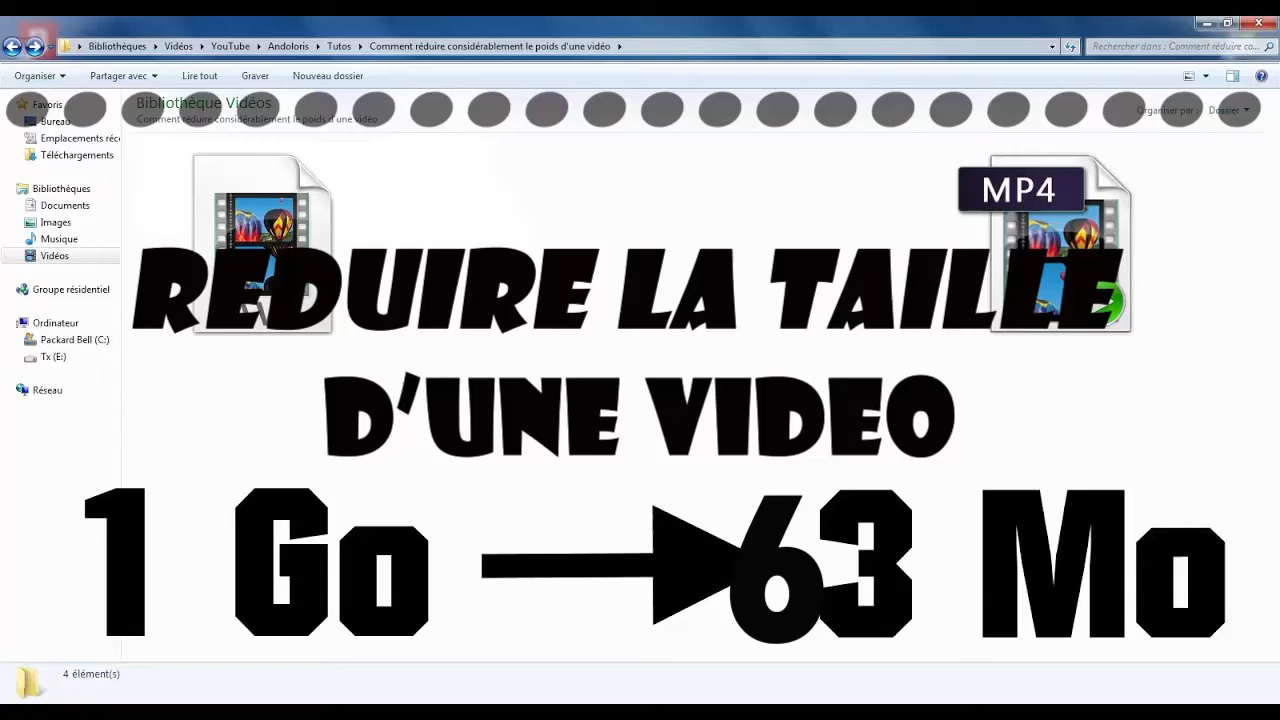 Bibliothèques Vidéos YouTube Andoloris Tutos Comment réduire considérablement le poids d'une vidéo
Rechercher dans : Comment réduire co...
Organiser Partager avec Lire tout Graver Nouveau dossier
Bibliothèque Vidéos
Comment réduire considérablement le poids d'une vidéo
Organiser par : Dossier
Favoris
Bureau
Emplacements réce
Téléchargements
Bibliothèques
Documents
Images
Musique
Vidéos
Groupe résidentiel
Ordinateur
Packard Bell (C:)
Tx (E:)
Réseau
MP4
REDUIRE LA TAILLE
D'UNE VIDEO
1 Go 63 Mo
4 élément(s)